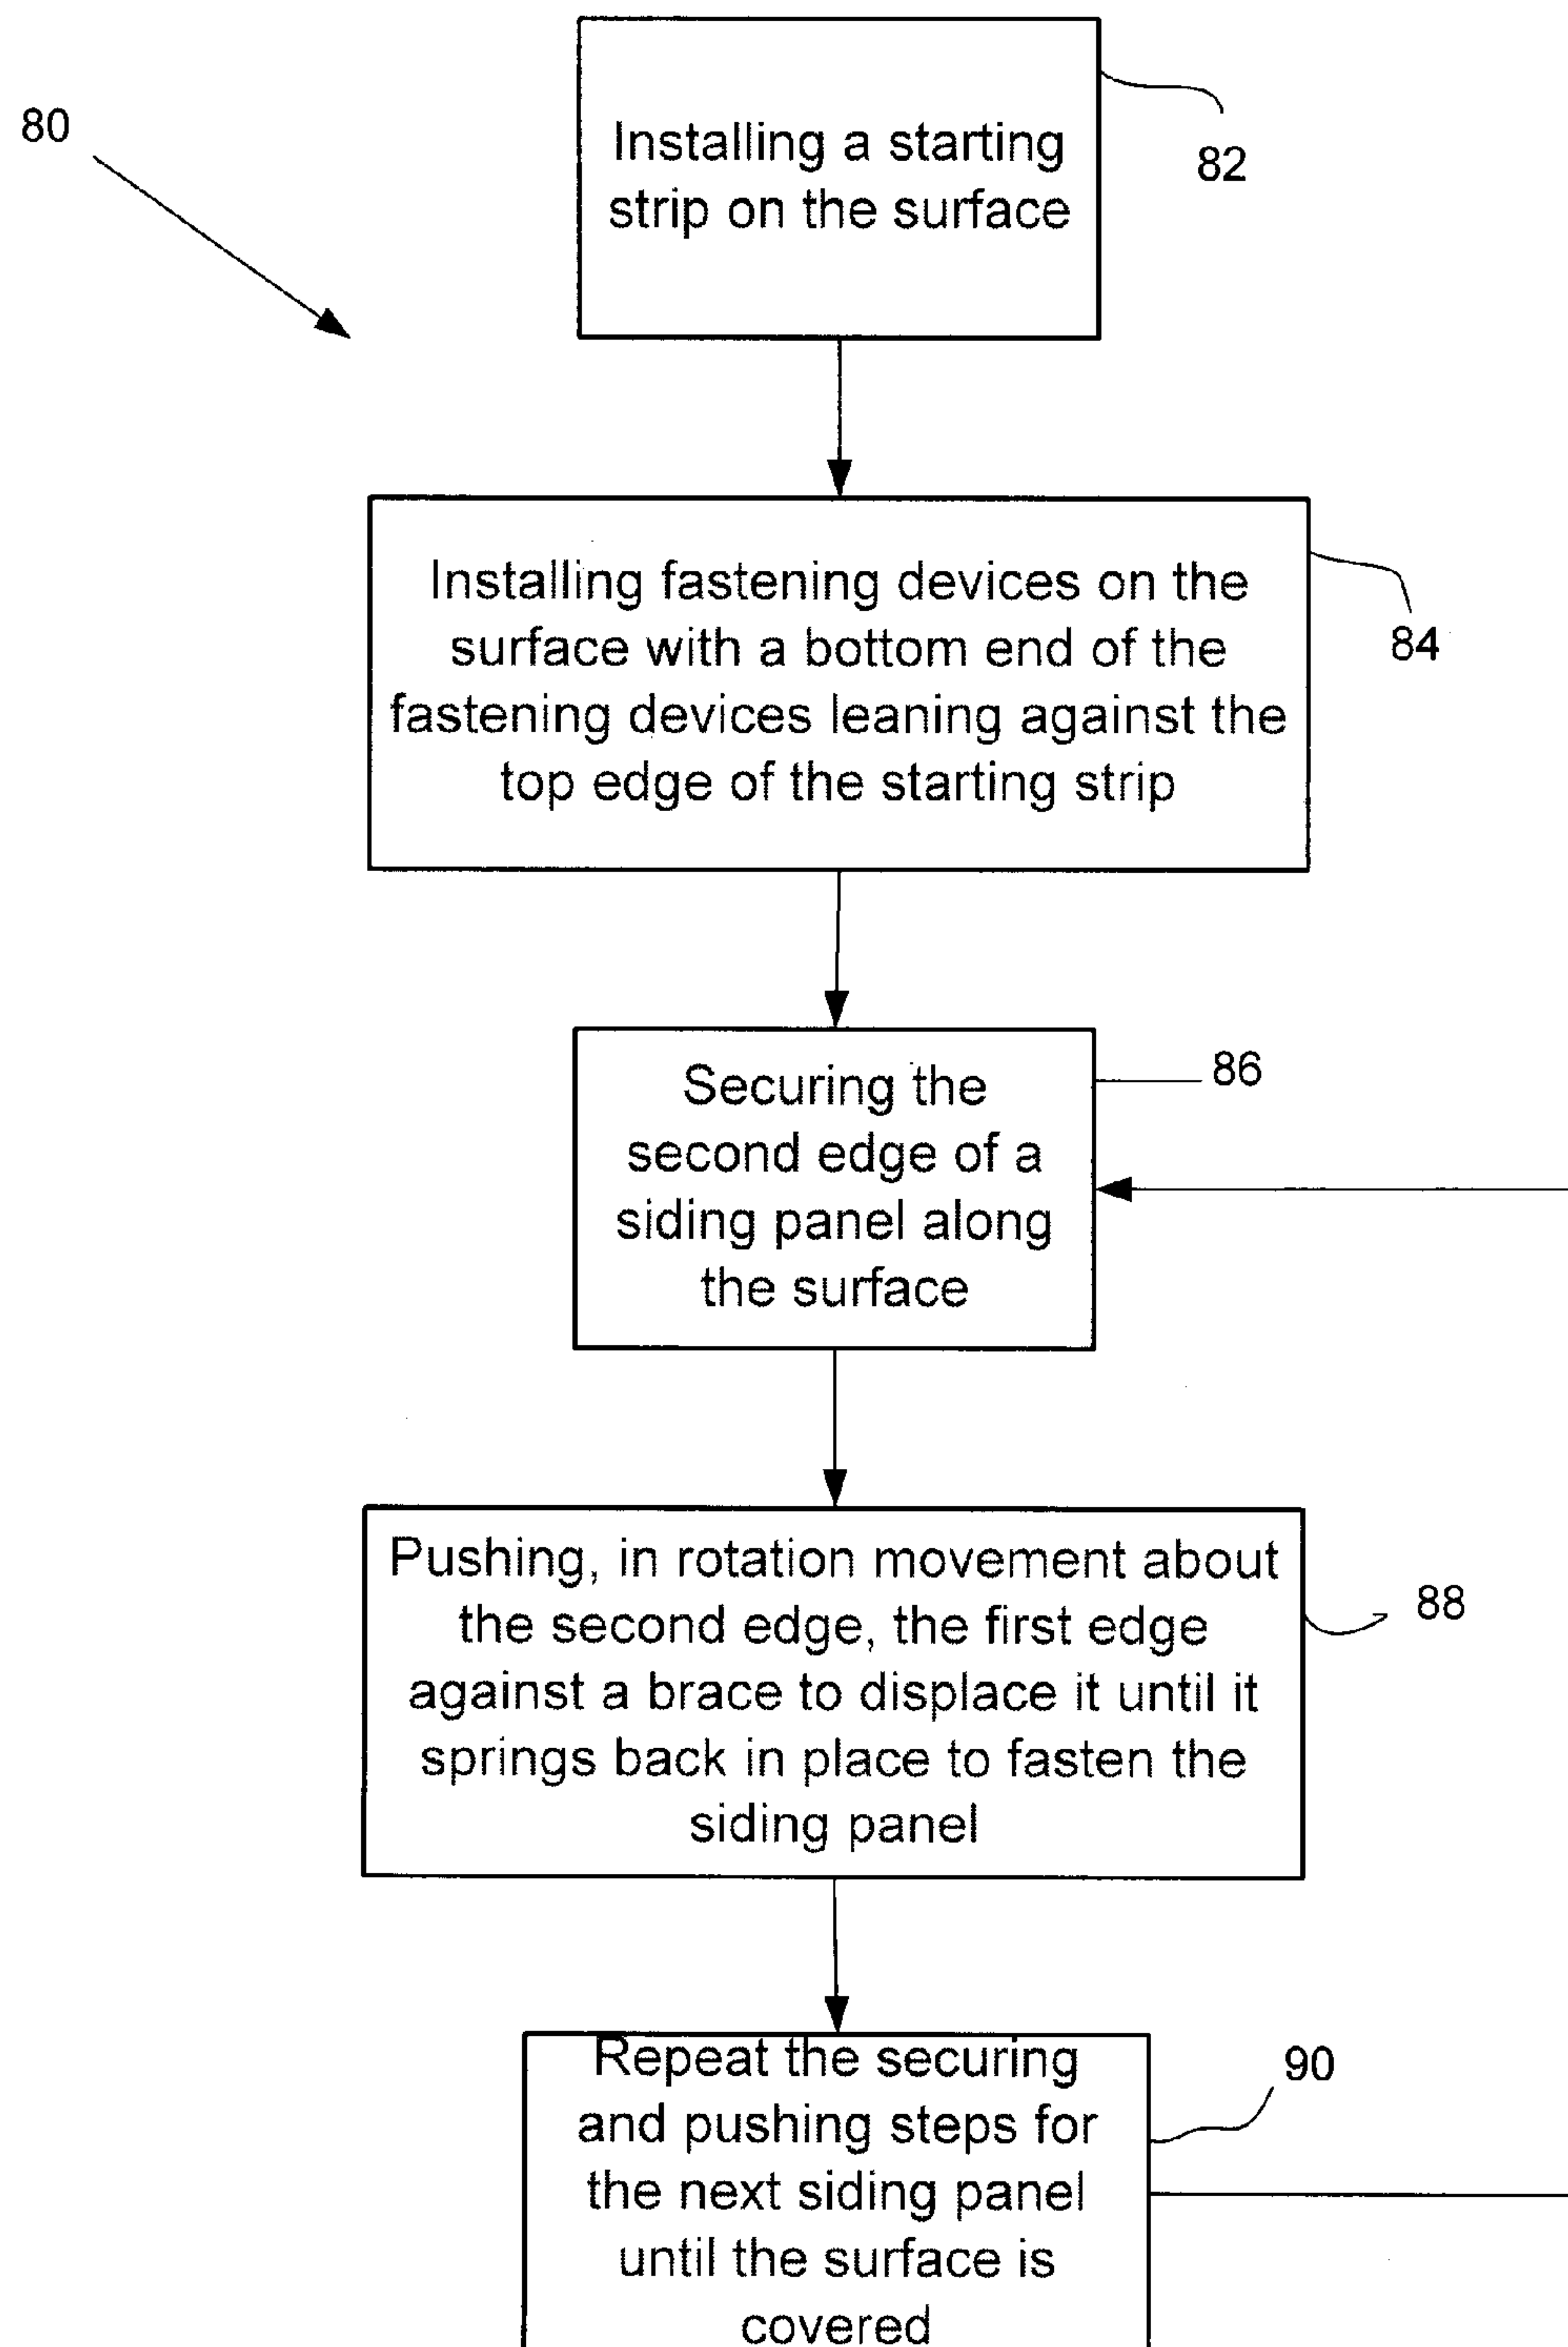 80
Installing a starting
strip on the surface
82
Installing fastening devices on the
surface with a bottom end of the
fastening devices leaning against the
top edge of the starting strip
84
Securing the
second edge of a
siding panel along
the surface
86
Pushing, in rotation movement about
the second edge, the first edge
against a brace to displace it until it
springs back in place to fasten the
siding panel
88
Repeat the securing
and pushing steps for
the next siding panel
until the surface is
covered
90